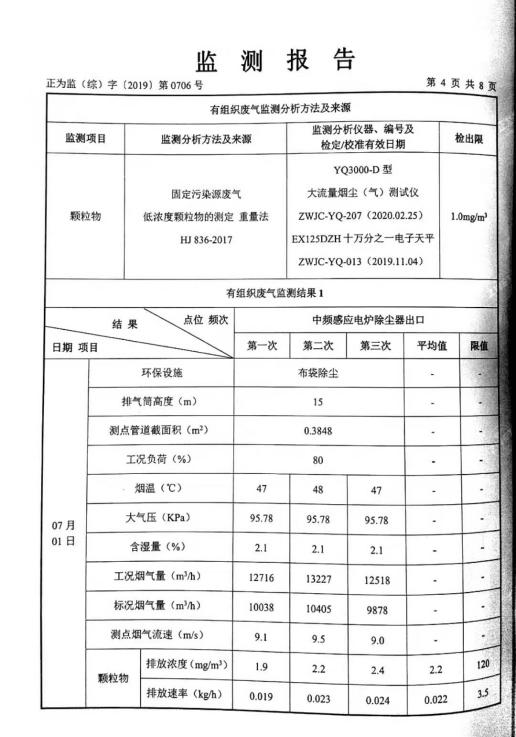 监 测 报 告
正为监（综）字〔2019〕第 0706 号 第 4 页 共 8 页
有组织废气监测分析方法及来源
监测项目 监测分析方法及来源 监测分析仪器、编号及检定/校准有效日期 检出限
颗粒物 固定污染源废气 低浓度颗粒物的测定 重量法 HJ 836-2017 YQ3000-D 型 大流量烟尘（气）测试仪 ZWJC-YQ-207（2020.02.25） EX125DZH 十万分之一电子天平 ZWJC-YQ-013（2019.11.04） 1.0mg/m³
有组织废气监测结果 1
结 果 点位 频次 中频感应电炉除尘器出口
日期 项目 第一次 第二次 第三次 平均值 限值
07 月 01 日
环保设施 布袋除尘 - -
排气筒高度（m） 15 - -
测点管道截面积（m²） 0.3848 - -
工况负荷（%） 80 - -
烟温（℃） 47 48 47 - -
大气压（KPa） 95.78 95.78 95.78 - -
含湿量（%） 2.1 2.1 2.1 - -
工况烟气量（m³/h） 12716 13227 12518 - -
标况烟气量（m³/h） 10038 10405 9878 - -
测点烟气流速（m/s） 9.1 9.5 9.0 - -
颗粒物 排放浓度（mg/m³） 1.9 2.2 2.4 2.2 120
排放速率（kg/h） 0.019 0.023 0.024 0.022 3.5